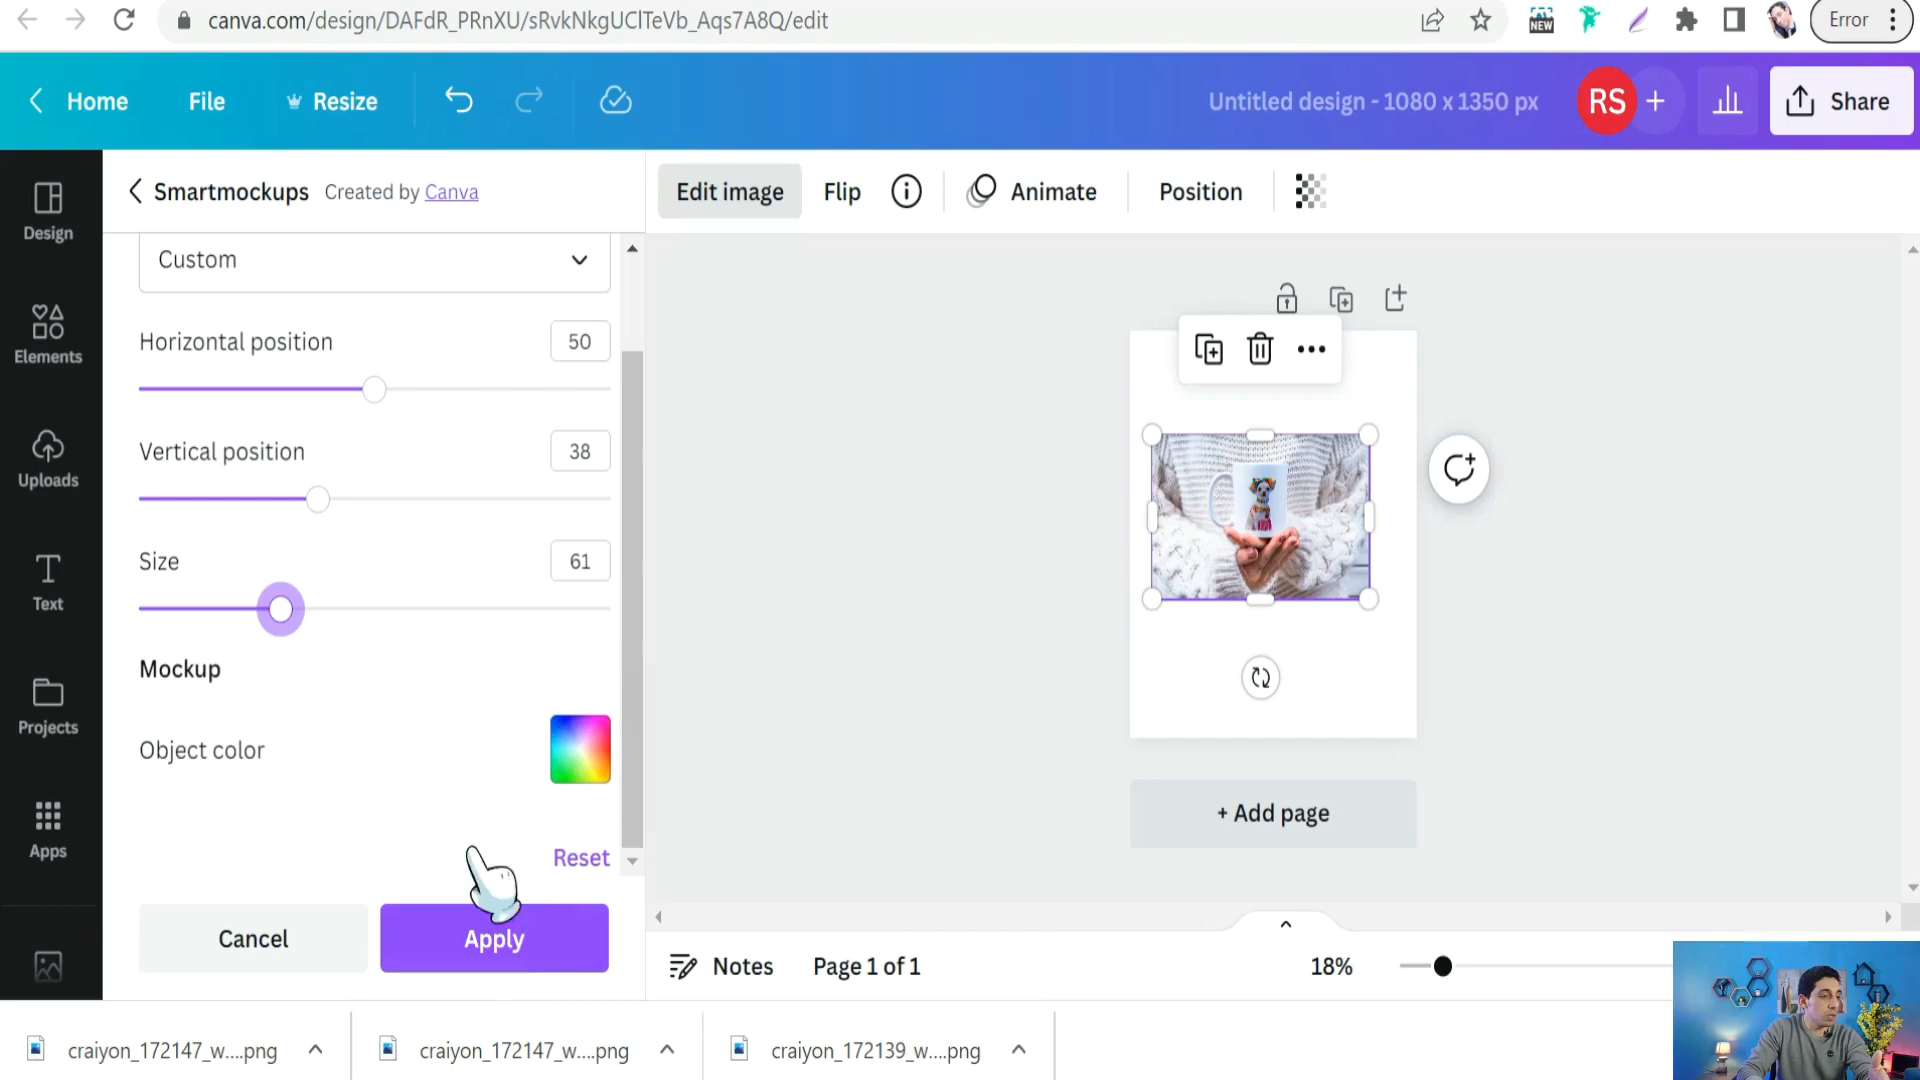 canva.com/design/DAFdR_PRnXU/sRvkNkgUClTeVb_Aqs7A8Q/edit
NEW
Error
Home
File
Resize
Untitled design - 1080 x 1350 px
RS
+
Share
Design
Elements
Uploads
Text
Projects
Apps
Smartmockups Created by Canva
Custom
Horizontal position
50
Vertical position
38
Size
61
Mockup
Object color
Reset
Cancel
Apply
Edit image
Flip
Animate
Position
+ Add page
Notes
Page 1 of 1
18%
craiyon_172147_w....png
craiyon_172147_w....png
craiyon_172139_w....png